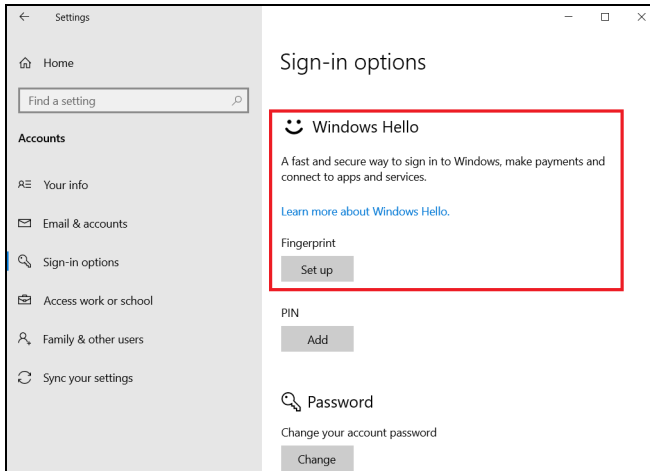 Settings
Home
Find a setting
Accounts
Your info
Email & accounts
Sign-in options
Access work or school
Family & other users
Sync your settings
Sign-in options
Windows Hello
A fast and secure way to sign in to Windows, make payments and
connect to apps and services.
Learn more about Windows Hello.
Fingerprint
Set up
PIN
Add
Password
Change your account password
Change